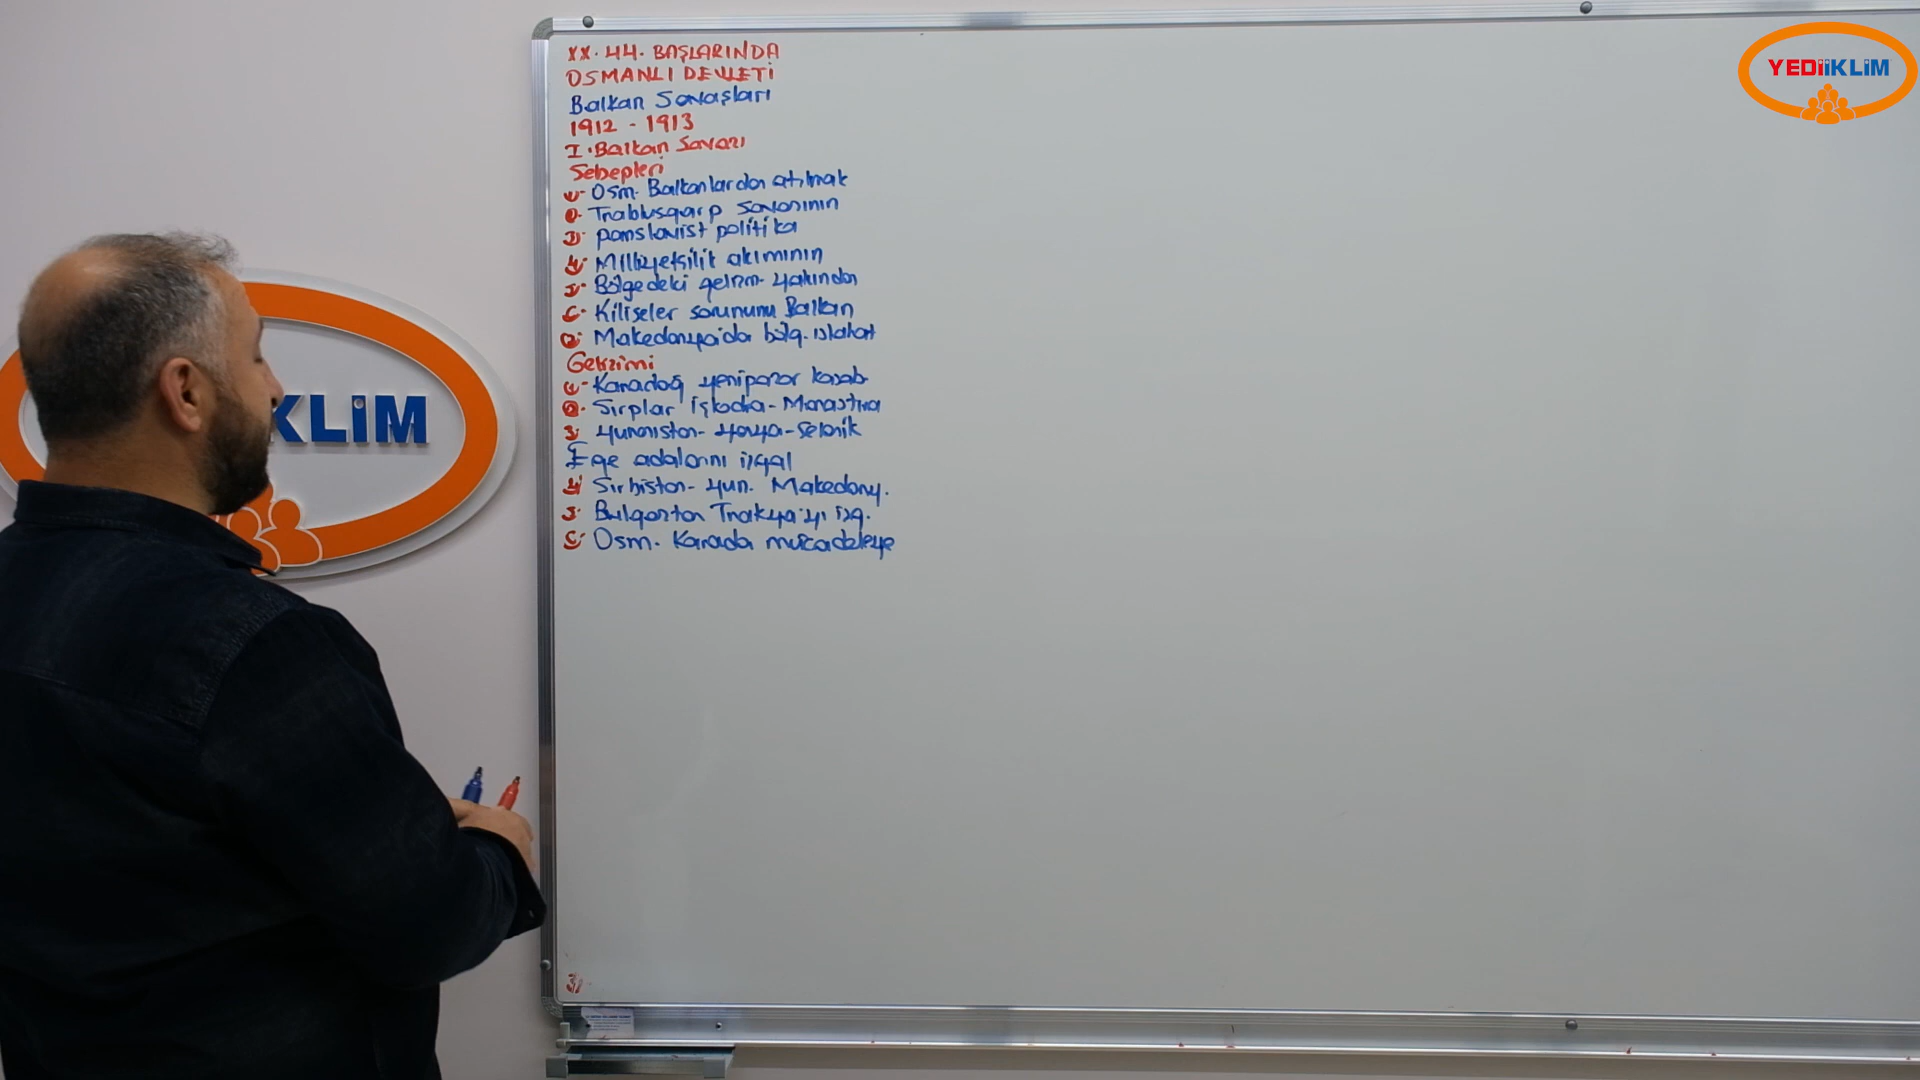 XX. YY. BAŞLARINDA
OSMANLI DEVLETİ
Balkan Savaşları
1912 - 1913
I. Balkan Savaşı
Sebepleri
1- Osm. Balkanlardan atılmak
2- Trablusgarp savaşının
3- panslavist politika
4- Milliyetçilik akımının
5- Bölgedeki gelişm. yakından
6- Kiliseler sorununu Balkan
7- Makedonya'da bölg. ıslahat
Gelişimi
1- Karadağ yenipazar kasab
2- Sırplar işkodra - Manastıra
3- Yunanistan - Yanya - Selanik
Ege adalarını işgal
4- Sırbistan - Yun. Makedony.
5- Bulgaristan Trakya'yı işg.
6- Osm. Karada mücadeleye
31
KLİM
YEDİİKLİM